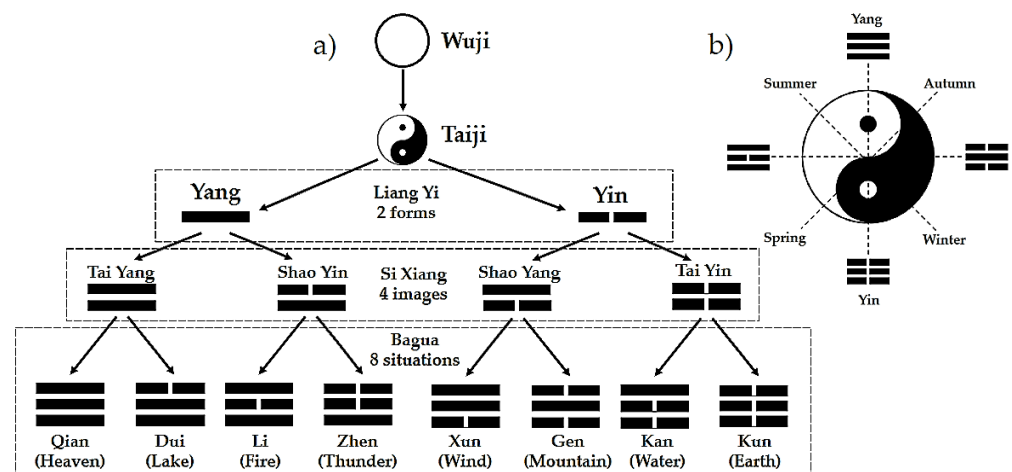 a)
Wuji
Taiji
Liang Yi
2 forms
Yang
Yin
Tai Yang
Shao Yin
Si Xiang
4 images
Shao Yang
Tai Yin
Bagua
8 situations
Qian
(Heaven)
Dui
(Lake)
Li
(Fire)
Zhen
(Thunder)
Xun
(Wind)
Gen
(Mountain)
Kan
(Water)
Kun
(Earth)
b)
Yang
Summer
Autumn
Spring
Winter
Yin